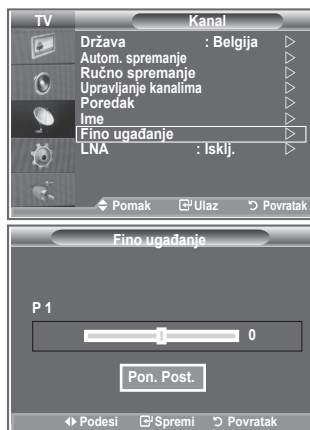 TV Kanal
Država : Belgija
Autom. spremanje
Ručno spremanje
Upravljanje kanalima
Poredak
Ime
Fino ugađanje
LNA : Isklj.
Pomak Ulaz Povratak
Fino ugađanje
P 1
0
Pon. Post.
Podesi Spremi Povratak